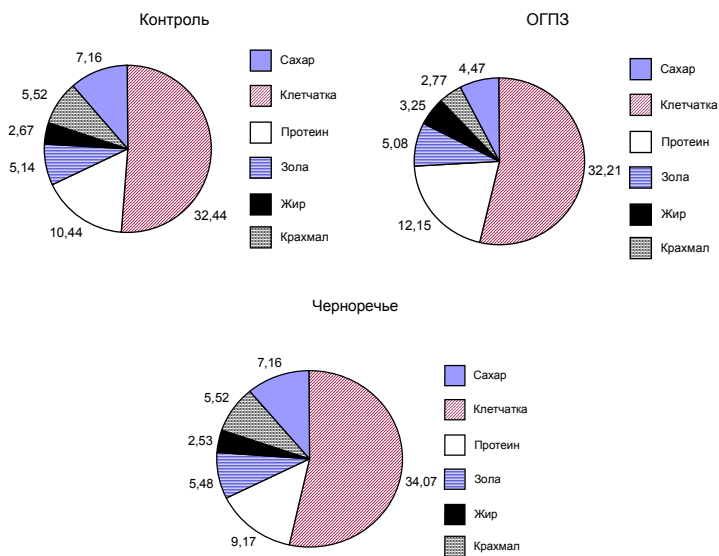 Контроль
7,16
5,52
2,67
5,14
10,44
32,44
Сахар
Клетчатка
Протеин
Зола
Жир
Крахмал
ОГПЗ
4,47
2,77
3,25
5,08
12,15
32,21
Сахар
Клетчатка
Протеин
Зола
Жир
Крахмал
Черноречье
7,16
5,52
2,53
5,48
9,17
34,07
Сахар
Клетчатка
Протеин
Зола
Жир
Крахмал